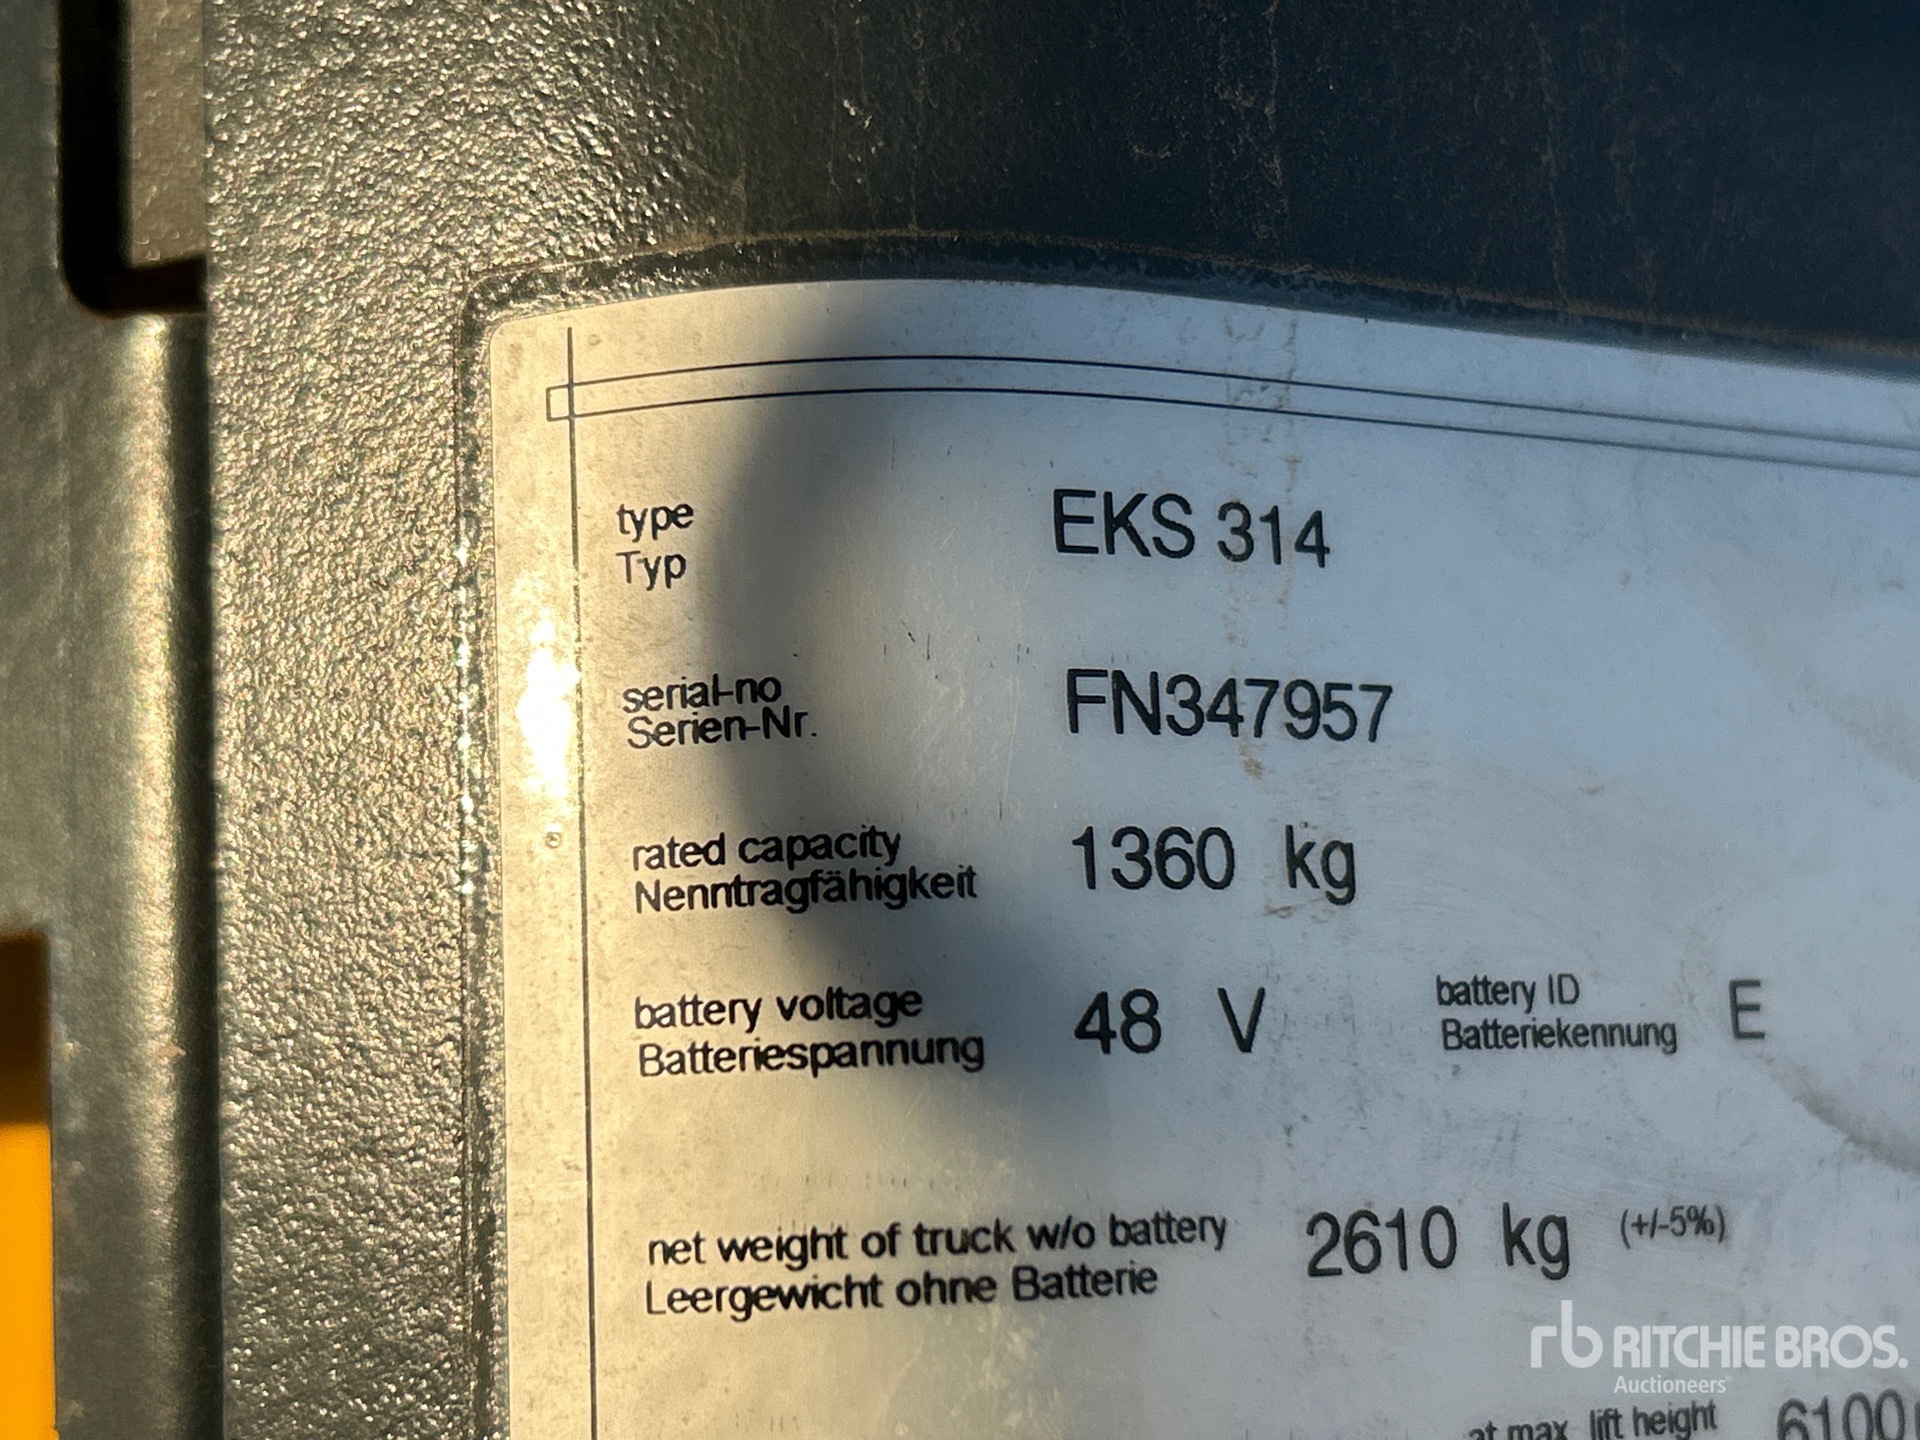 type EKS 314
Typ
serial-no FN347957
Serien-Nr.
rated capacity 1360 kg
Nenntragfähigkeit
battery voltage 48 V battery ID E
Batteriespannung Batteriekennung
net weight of truck w/o battery 2610 kg (+/-5%)
Leergewicht ohne Batterie
rb RITCHIE BROS.
Auctioneers
at max lift height 6100